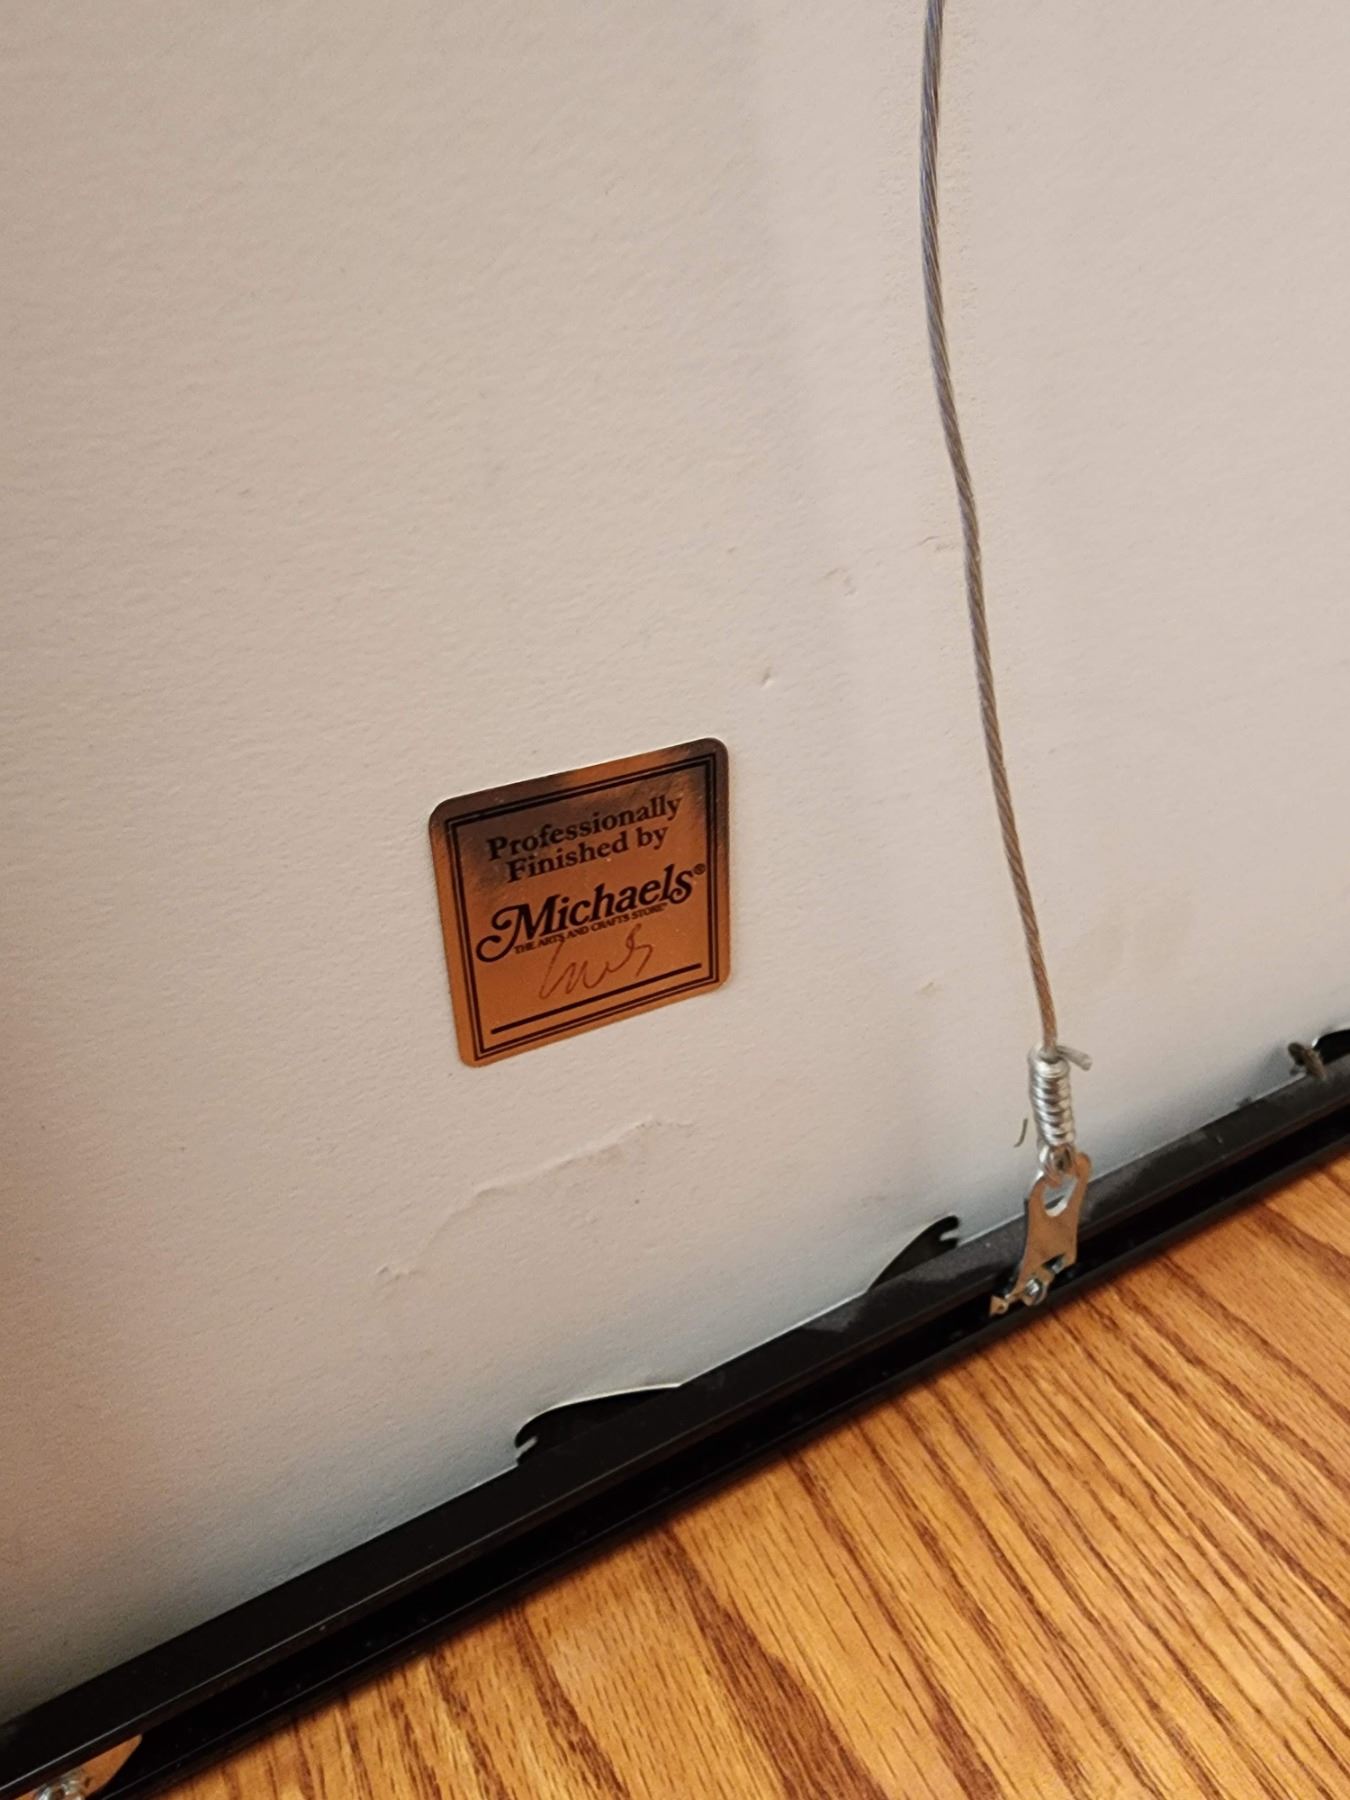 Professionally
Finished by
Michaels®
THE ARTS AND CRAFTS STORE®